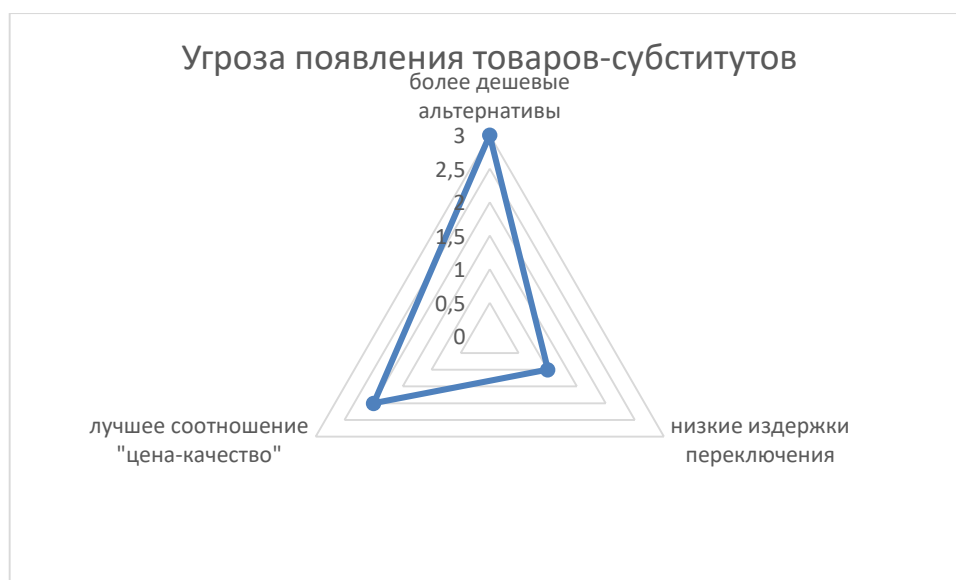 Угроза появления товаров-субститутов
более дешевые
альтернативы
3
2,5
2
1,5
1
0,5
0
лучшее соотношение
"цена-качество"
низкие издержки
переключения